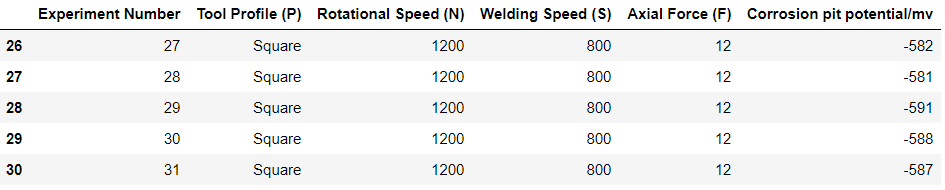 Experiment Number Tool Profile (P) Rotational Speed (N) Welding Speed (S) Axial Force (F) Corrosion pit potential/mv
26 27 Square 1200 800 12 -582
27 28 Square 1200 800 12 -581
28 29 Square 1200 800 12 -591
29 30 Square 1200 800 12 -588
30 31 Square 1200 800 12 -587